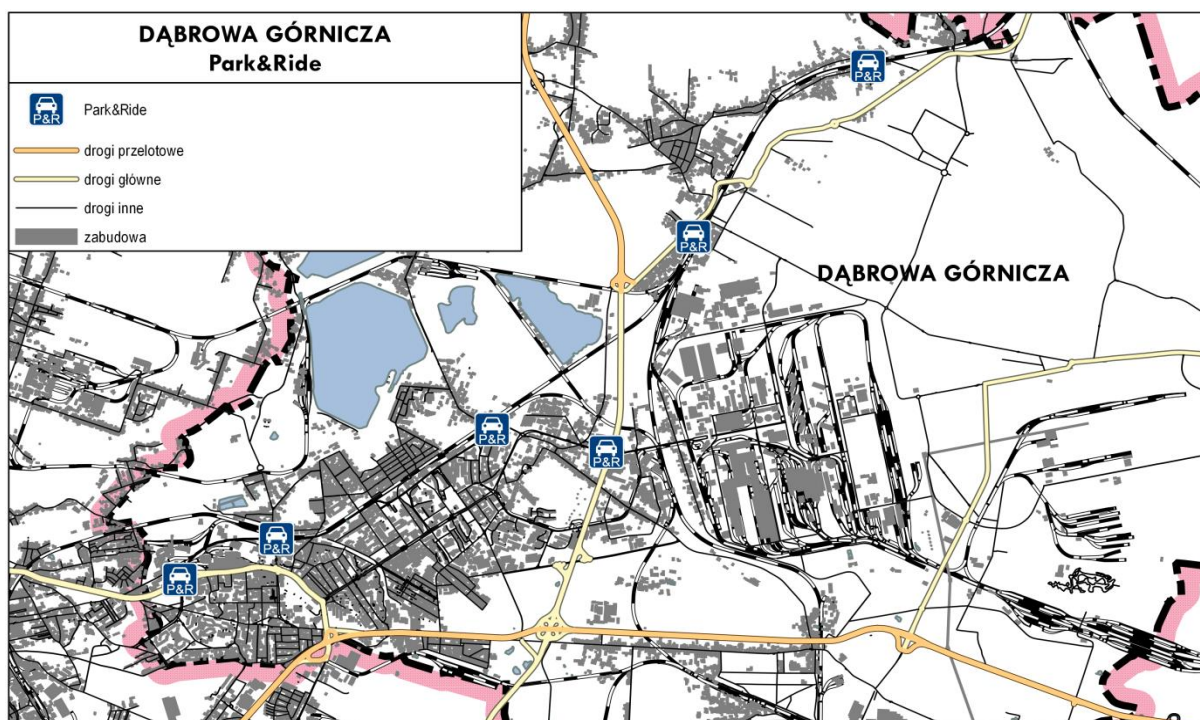 DĄBROWA GÓRNICZA
Park&Ride
P&R
Park&Ride
drogi przelotowe
drogi główne
drogi inne
zabudowa
P&R
P&R
DĄBROWA GÓRNICZA
P&R
P&R
P&R
P&R